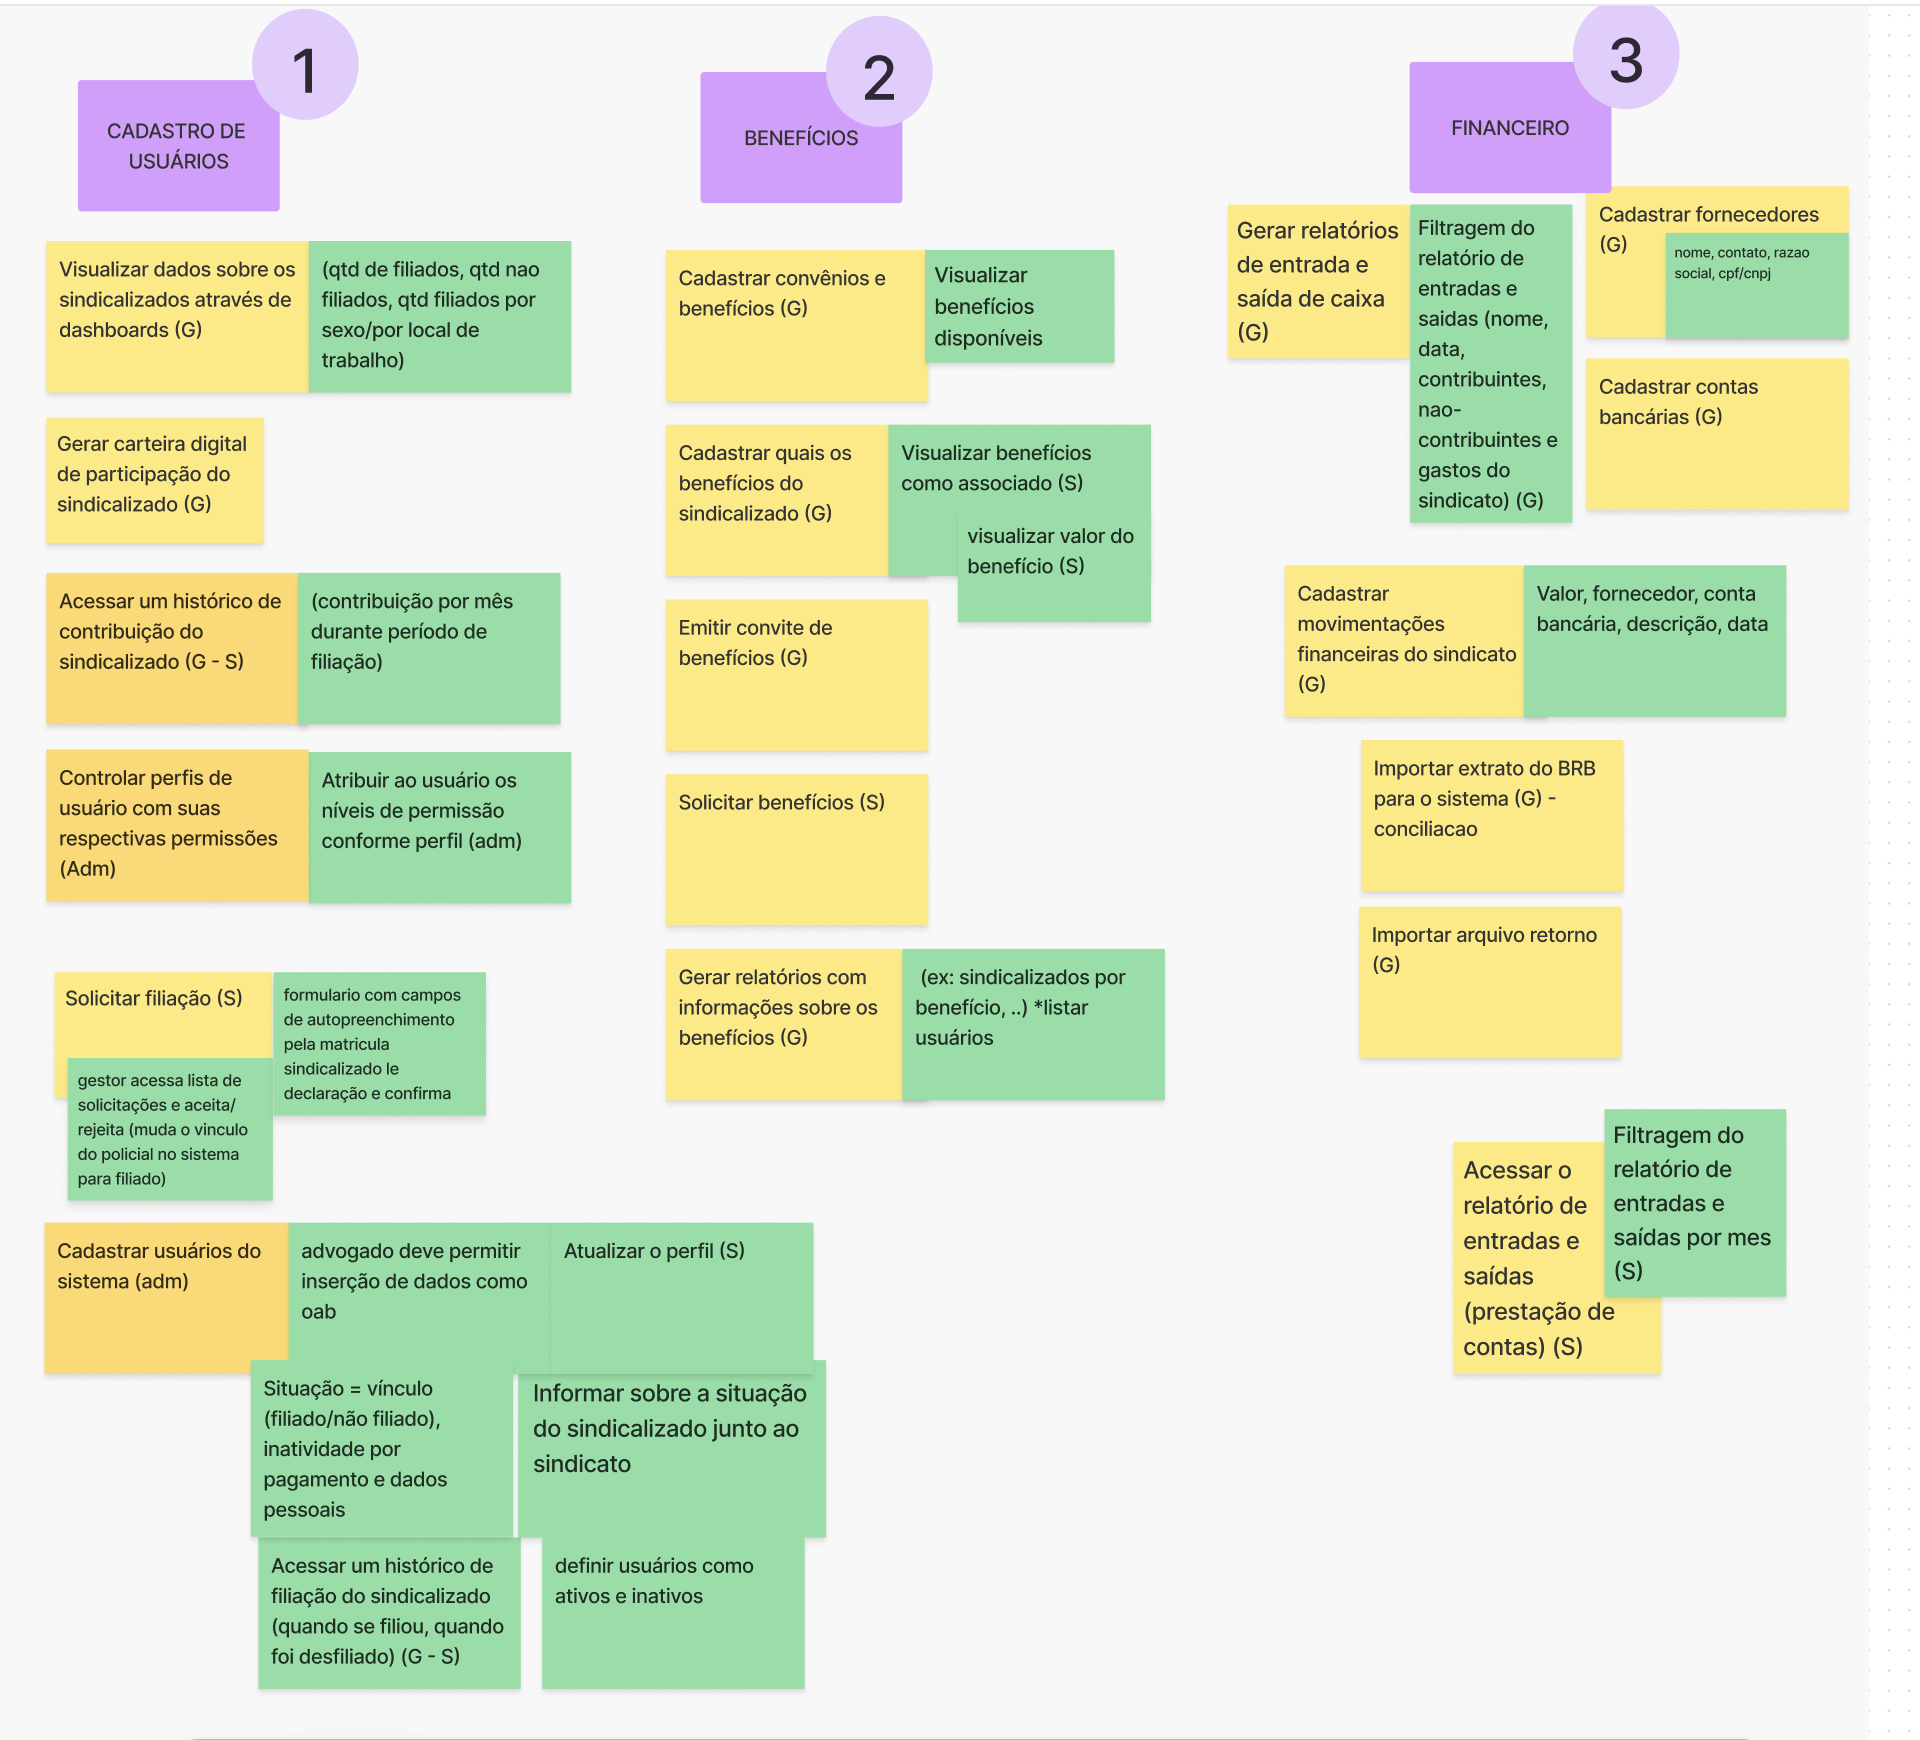 1
CADASTRO DE
USUÁRIOS
Visualizar dados sobre os
sindicalizados através de
dashboards (G)
(qtd de filiados, qtd nao
filiados, qtd filiados por
sexo/por local de
trabalho)
Gerar carteira digital
de participação do
sindicalizado (G)
Acessar um histórico de
contribuição do
sindicalizado (G - S)
(contribuição por mês
durante período de
filiação)
Controlar perfis de
usuário com suas
respectivas permissões
(Adm)
Atribuir ao usuário os
níveis de permissão
conforme perfil (adm)
Solicitar filiação (S)
formulario com campos
de autopreenchimento
pela matricula
sindicalizado le
declaração e confirma
gestor acessa lista de
solicitações e aceita/
rejeita (muda o vinculo
do policial no sistema
para filiado)
Cadastrar usuários do
sistema (adm)
advogado deve permitir
inserção de dados como
oab
Atualizar o perfil (S)
Situação = vínculo
(filiado/não filiado),
inatividade por
pagamento e dados
pessoais
Informar sobre a situação
do sindicalizado junto ao
sindicato
Acessar um histórico de
filiação do sindicalizado
(quando se filiou, quando
foi desfiliado) (G - S)
definir usuários como
ativos e inativos
2
BENEFÍCIOS
Cadastrar convênios e
benefícios (G)
Visualizar
benefícios
disponíveis
Cadastrar quais os
benefícios do
sindicalizado (G)
Visualizar benefícios
como associado (S)
visualizar valor do
benefício (S)
Emitir convite de
benefícios (G)
Solicitar benefícios (S)
Gerar relatórios com
informações sobre os
benefícios (G)
(ex: sindicalizados por
benefício, ..) *listar
usuários
3
FINANCEIRO
Gerar relatórios
de entrada e
saída de caixa
(G)
Filtragem do
relatório de
entradas e
saidas (nome,
data,
contribuintes,
nao-
contribuintes e
gastos do
sindicato) (G)
Cadastrar fornecedores
(G)
nome, contato, razao
social, cpf/cnpj
Cadastrar contas
bancárias (G)
Cadastrar
movimentações
financeiras do sindicato
(G)
Valor, fornecedor, conta
bancária, descrição, data
Importar extrato do BRB
para o sistema (G) -
conciliacao
Importar arquivo retorno
(G)
Acessar o
relatório de
entradas e
saídas
(prestação de
contas) (S)
Filtragem do
relatório de
entradas e
saídas por mes
(S)